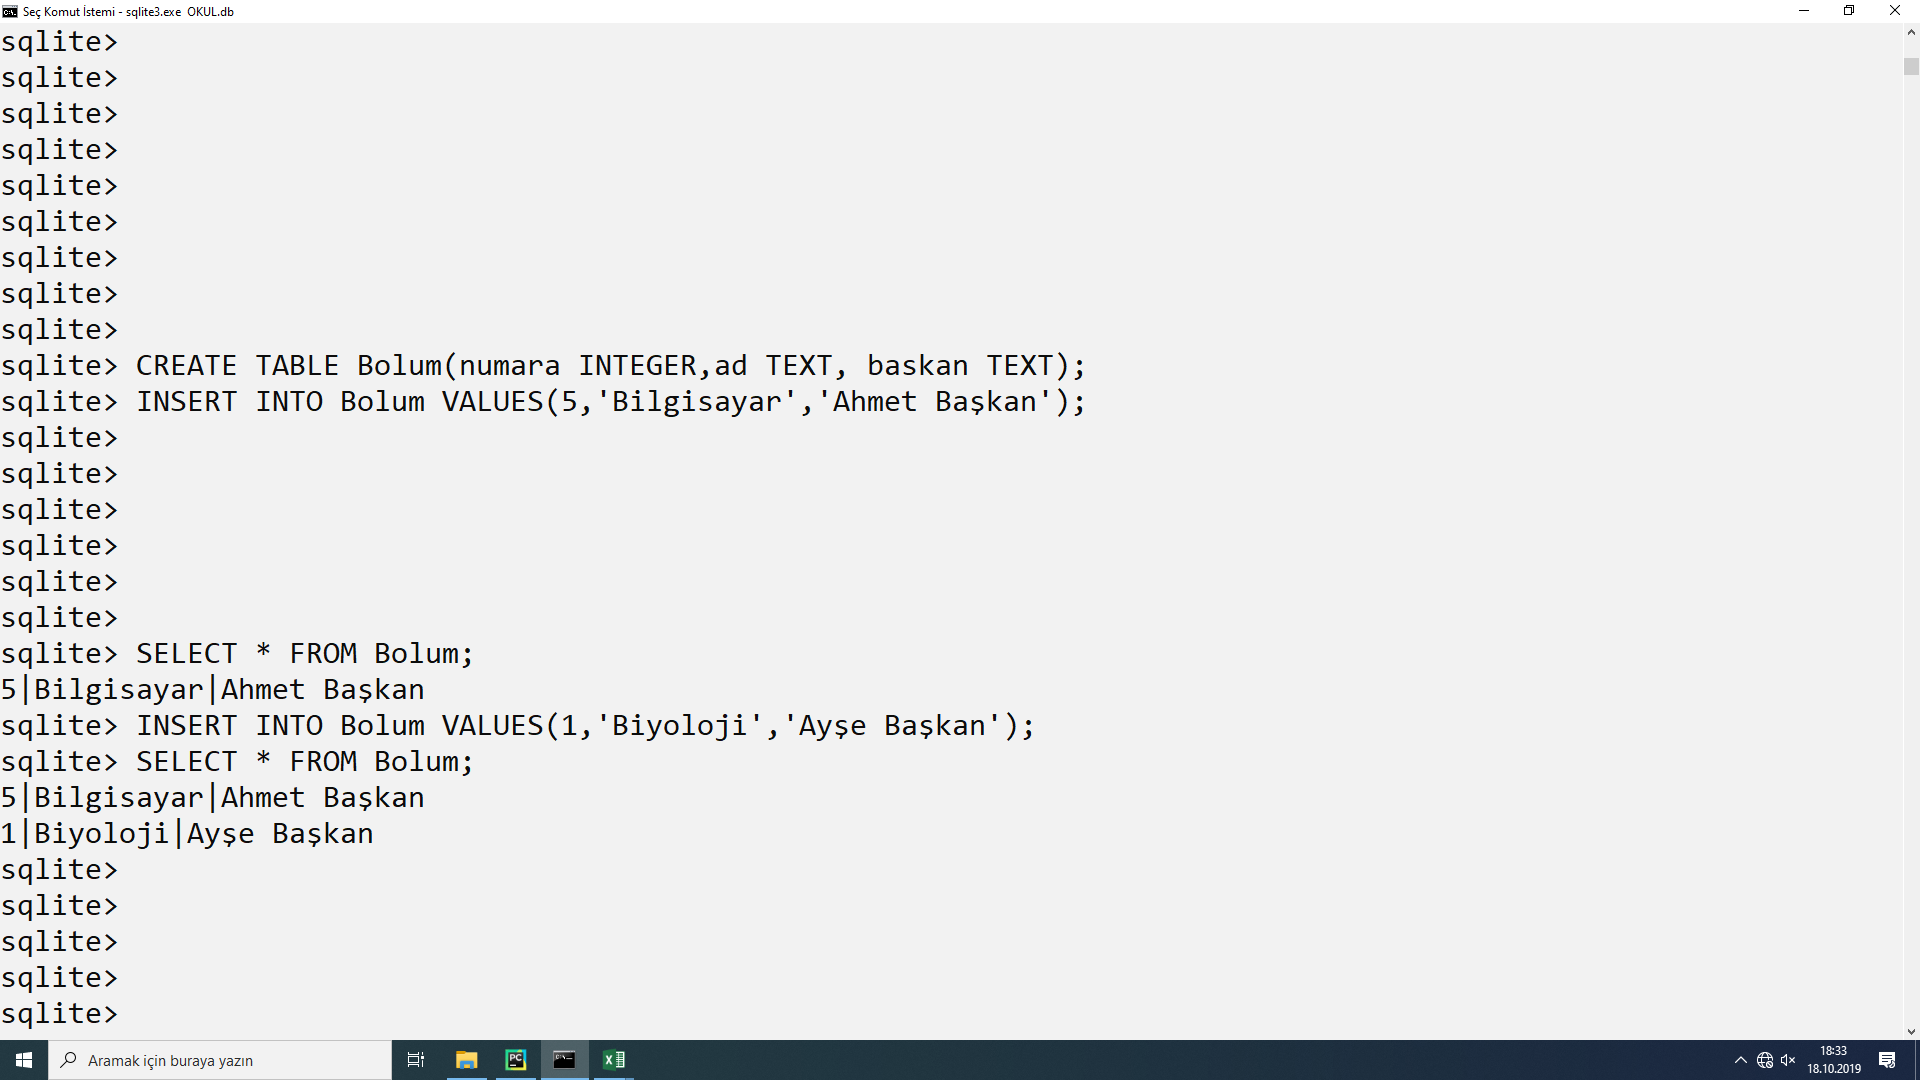 Seç Komut İstemi - sqlite3.exe  OKUL.db
sqlite>
sqlite>
sqlite>
sqlite>
sqlite>
sqlite>
sqlite>
sqlite>
sqlite>
sqlite> CREATE TABLE Bolum(numara INTEGER,ad TEXT, baskan TEXT);
sqlite> INSERT INTO Bolum VALUES(5,'Bilgisayar','Ahmet Başkan');
sqlite>
sqlite>
sqlite>
sqlite>
sqlite>
sqlite>
sqlite> SELECT * FROM Bolum;
5|Bilgisayar|Ahmet Başkan
sqlite> INSERT INTO Bolum VALUES(1,'Biyoloji','Ayşe Başkan');
sqlite> SELECT * FROM Bolum;
5|Bilgisayar|Ahmet Başkan
1|Biyoloji|Ayşe Başkan
sqlite>
sqlite>
sqlite>
sqlite>
sqlite>
Aramak için buraya yazın
PC
18:33
18.10.2019